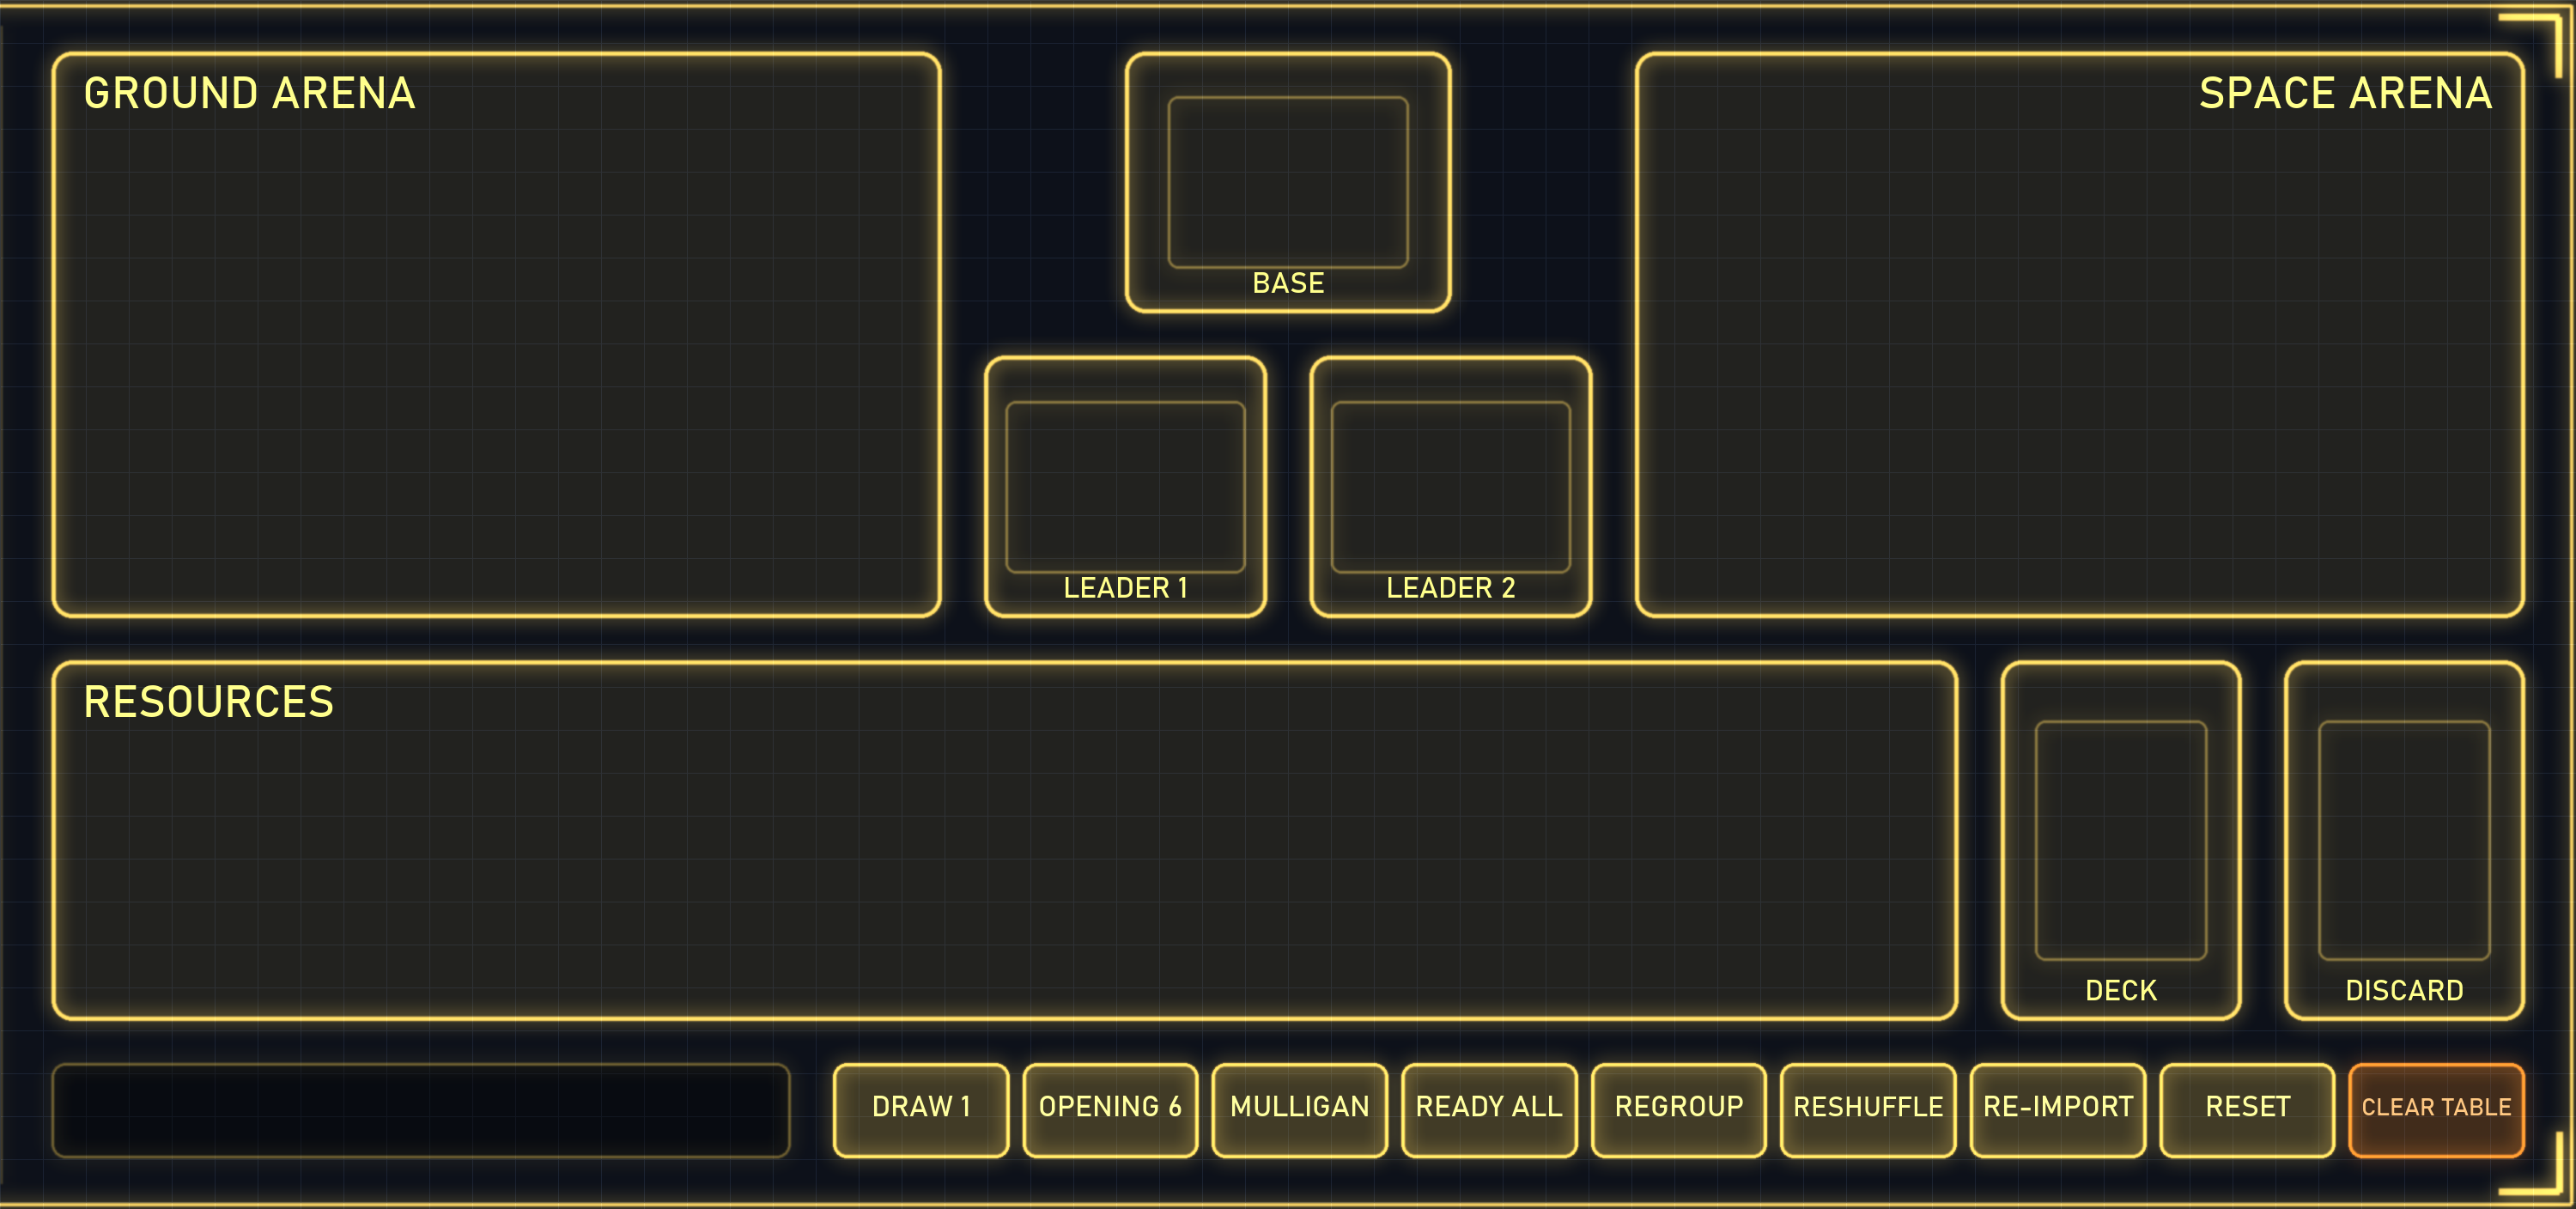 GROUND ARENA
SPACE ARENA
BASE
LEADER 1
LEADER 2
RESOURCES
DECK
DISCARD
DRAW 1
OPENING 6
MULLIGAN
READY ALL
REGROUP
RESHUFFLE
RE-IMPORT
RESET
CLEAR TABLE